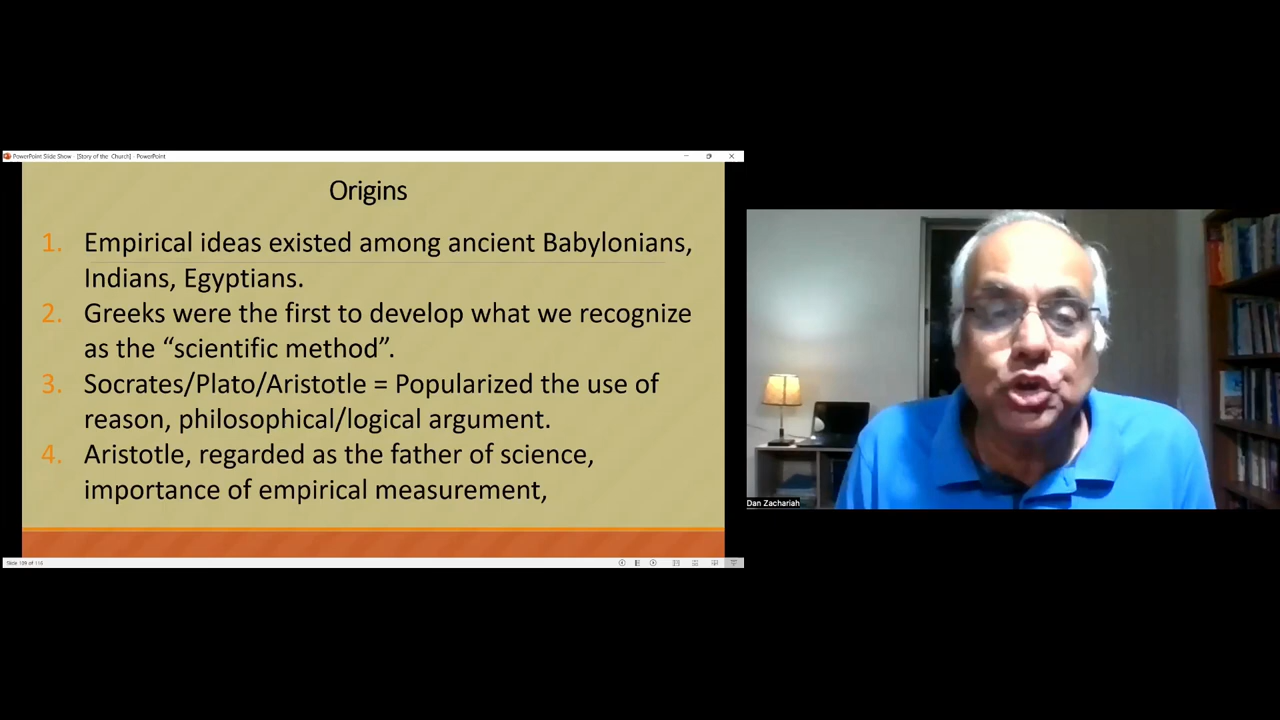 PowerPoint Slide Show - [Story of the Church] - PowerPoint
Origins
1. Empirical ideas existed among ancient Babylonians,
Indians, Egyptians.
2. Greeks were the first to develop what we recognize
as the “scientific method”.
3. Socrates/Plato/Aristotle = Popularized the use of
reason, philosophical/logical argument.
4. Aristotle, regarded as the father of science,
importance of empirical measurement,
Dan Zachariah